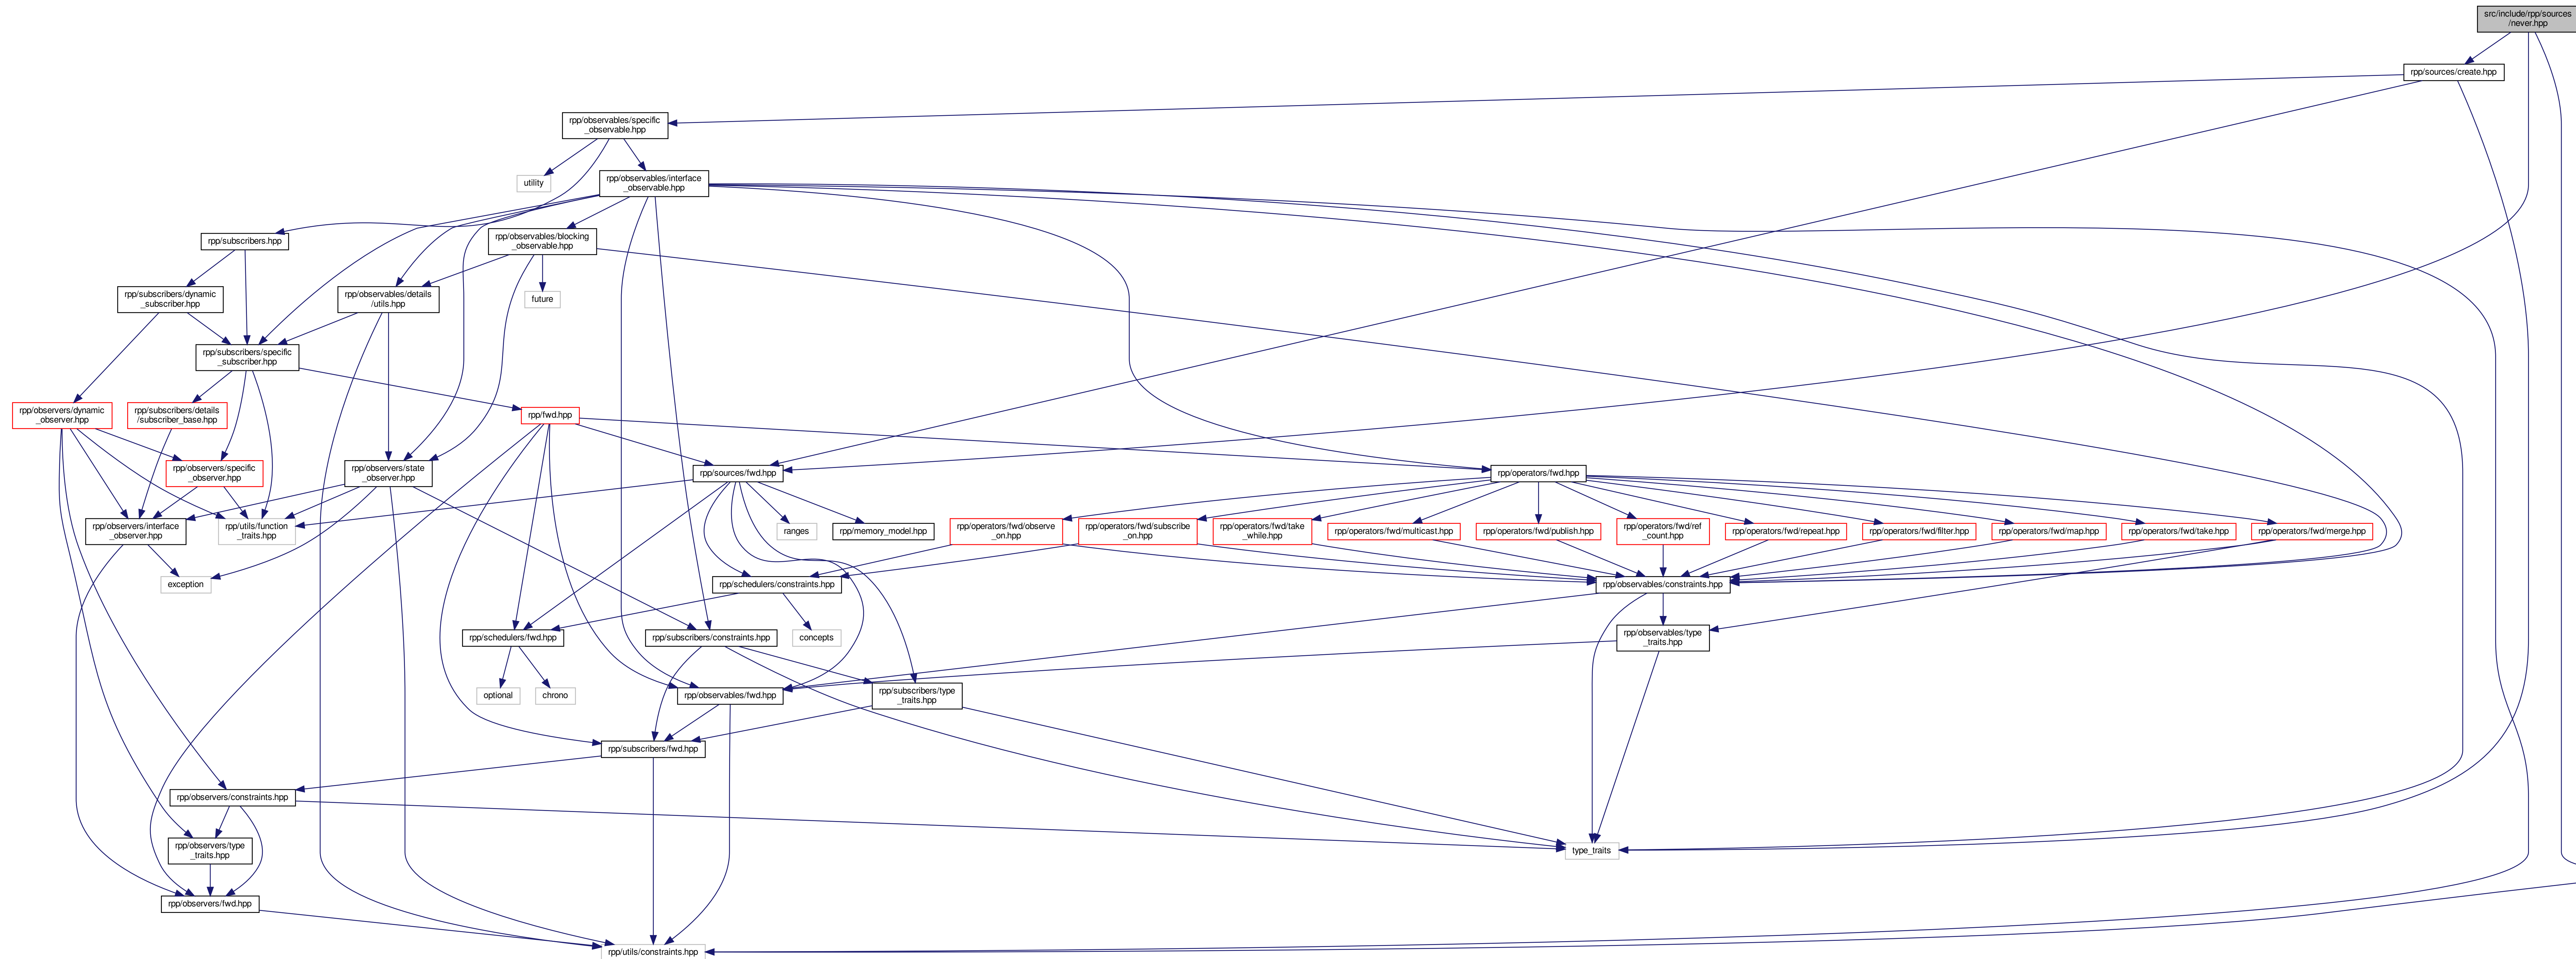 src/include/rpp/sources
/never.hpp
rpp/sources/create.hpp
rpp/observables/specific
_observable.hpp
utility
rpp/observables/interface
_observable.hpp
rpp/subscribers.hpp
rpp/observables/blocking
_observable.hpp
rpp/subscribers/dynamic
_subscriber.hpp
rpp/observables/details
/utils.hpp
future
rpp/subscribers/specific
_subscriber.hpp
rpp/observers/dynamic
_observer.hpp
rpp/subscribers/details
/subscriber_base.hpp
rpp/fwd.hpp
rpp/observers/specific
_observer.hpp
rpp/observers/state
_observer.hpp
rpp/sources/fwd.hpp
rpp/operators/fwd.hpp
rpp/observers/interface
_observer.hpp
rpp/utils/function
_traits.hpp
ranges
rpp/memory_model.hpp
rpp/operators/fwd/observe
_on.hpp
rpp/operators/fwd/subscribe
_on.hpp
rpp/operators/fwd/take
_while.hpp
rpp/operators/fwd/multicast.hpp
rpp/operators/fwd/publish.hpp
rpp/operators/fwd/ref
_count.hpp
rpp/operators/fwd/repeat.hpp
rpp/operators/fwd/filter.hpp
rpp/operators/fwd/map.hpp
rpp/operators/fwd/take.hpp
rpp/operators/fwd/merge.hpp
exception
rpp/schedulers/constraints.hpp
rpp/observables/constraints.hpp
rpp/schedulers/fwd.hpp
rpp/subscribers/constraints.hpp
concepts
rpp/observables/type
_traits.hpp
optional
chrono
rpp/observables/fwd.hpp
rpp/subscribers/type
_traits.hpp
rpp/subscribers/fwd.hpp
rpp/observers/constraints.hpp
rpp/observers/type
_traits.hpp
type_traits
rpp/observers/fwd.hpp
rpp/utils/constraints.hpp